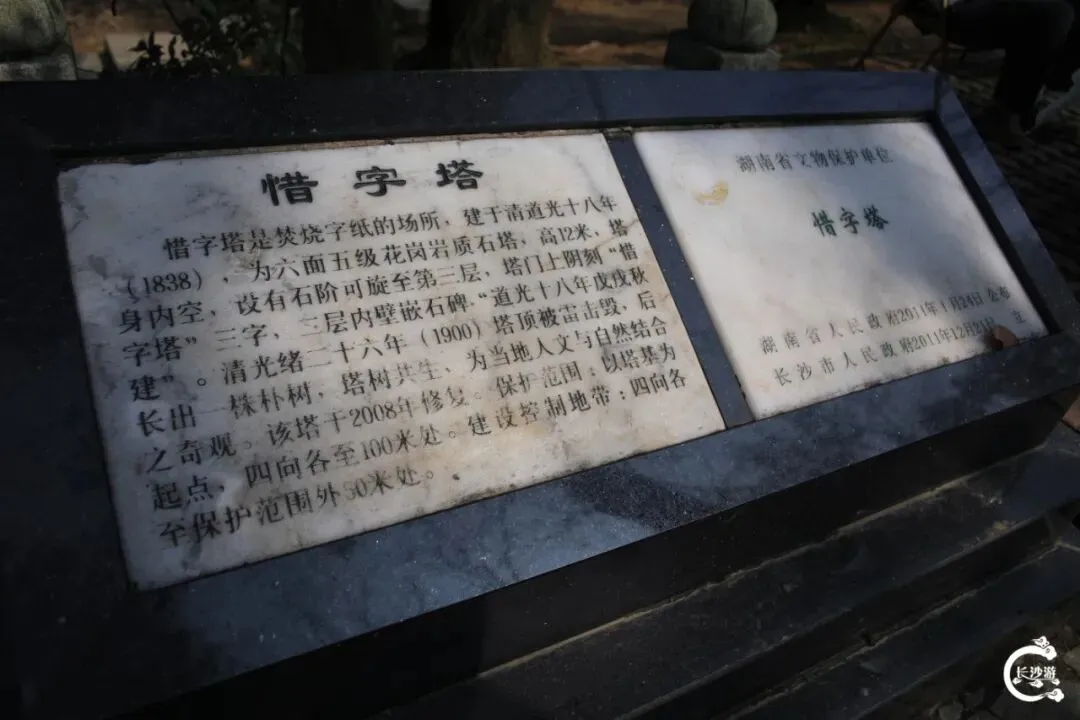 惜字塔
惜字塔是焚烧字纸的场所，建于清道光十八年
（1838），为六面五级花岗岩质石塔，高12米，塔
身内空，设有石阶可旋至第三层，塔门上阴刻“惜
字塔”三字，二层内壁嵌石碑“道光十八年戊戌秋
建”。清光绪二十六年（1900）塔顶被雷击毁，后
长出一株朴树，塔树共生，为当地人文与自然结合
之奇观。该塔于2008年修复。保护范围：以塔基为
起点，四向各至100米处。建设控制地带：四向各
至保护范围外50米处。
湖南省文物保护单位
惜字塔
湖南省人民政府2011年1月24日公布
长沙市人民政府2011年12月2日 立
长沙游